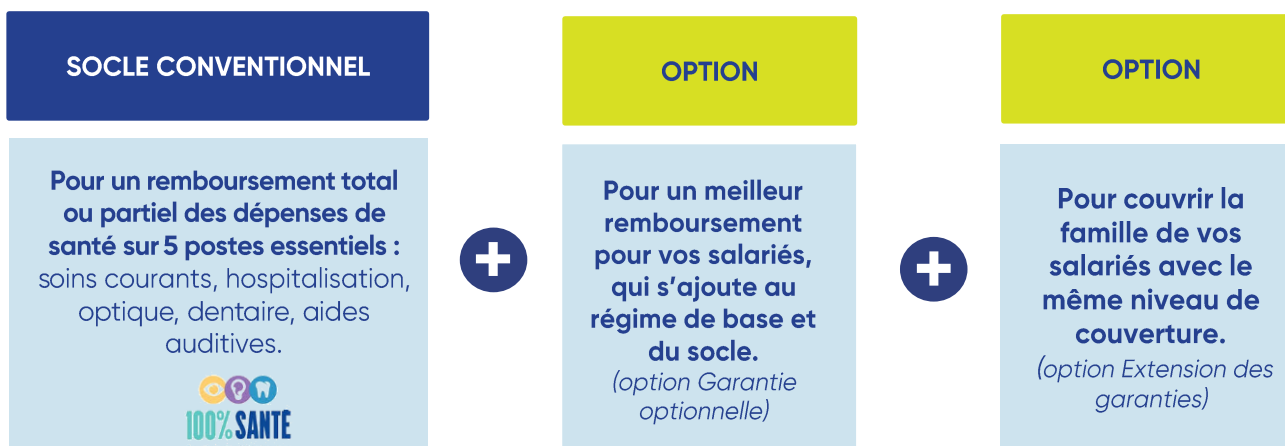 SOCLE CONVENTIONNEL
Pour un remboursement total
ou partiel des dépenses de
santé sur 5 postes essentiels :
soins courants, hospitalisation,
optique, dentaire, aides
auditives.
100% SANTÉ
OPTION
Pour un meilleur
remboursement
pour vos salariés,
qui s’ajoute au
régime de base et
du socle.
(option Garantie
optionnelle)
OPTION
Pour couvrir la
famille de vos
salariés avec le
même niveau de
couverture.
(option Extension des
garanties)